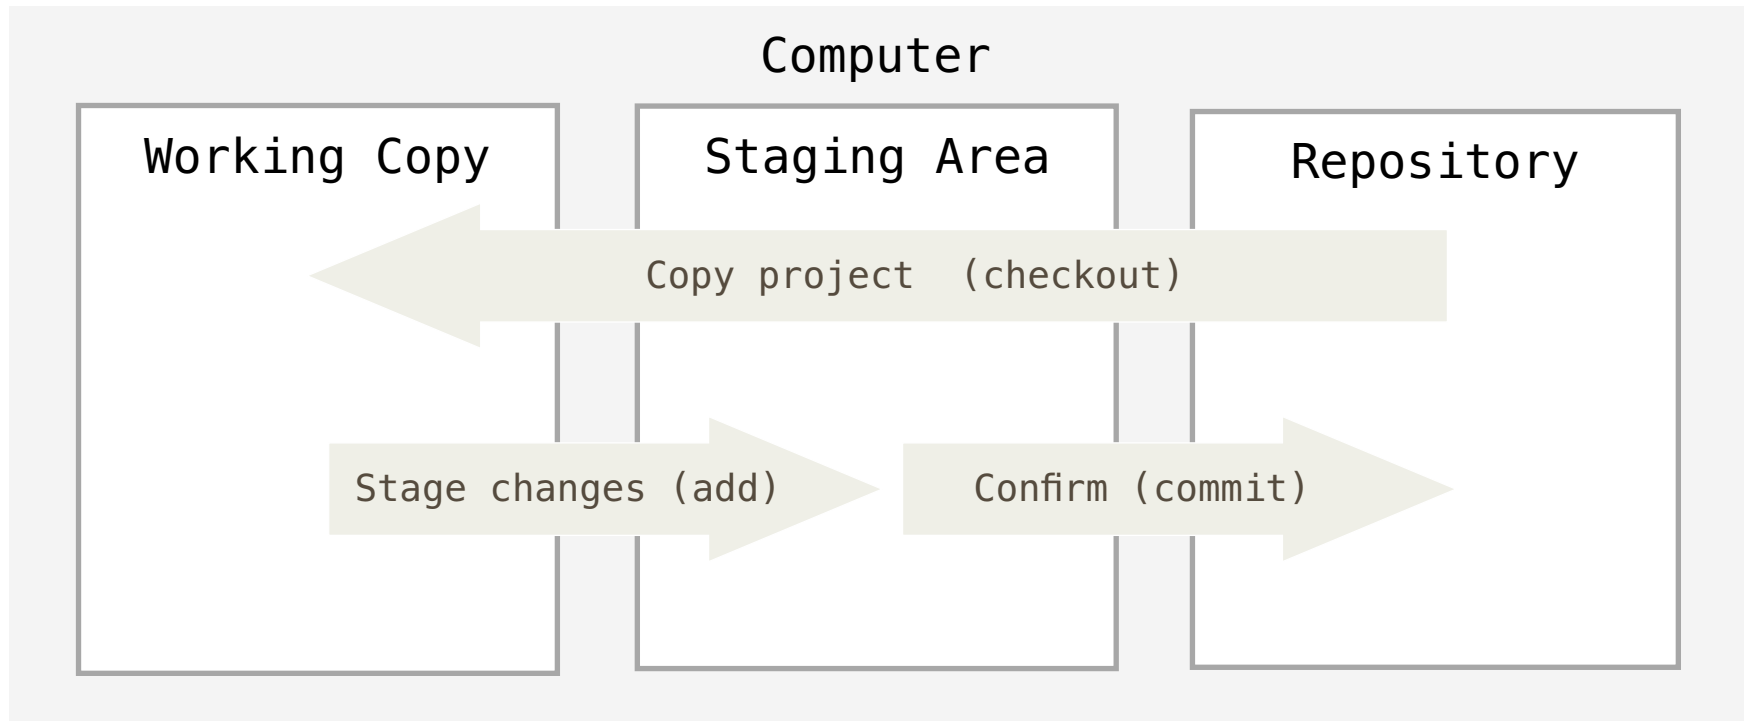 Computer
Working Copy
Staging Area
Repository
Copy project  (checkout)
Stage changes (add)
Confirm (commit)